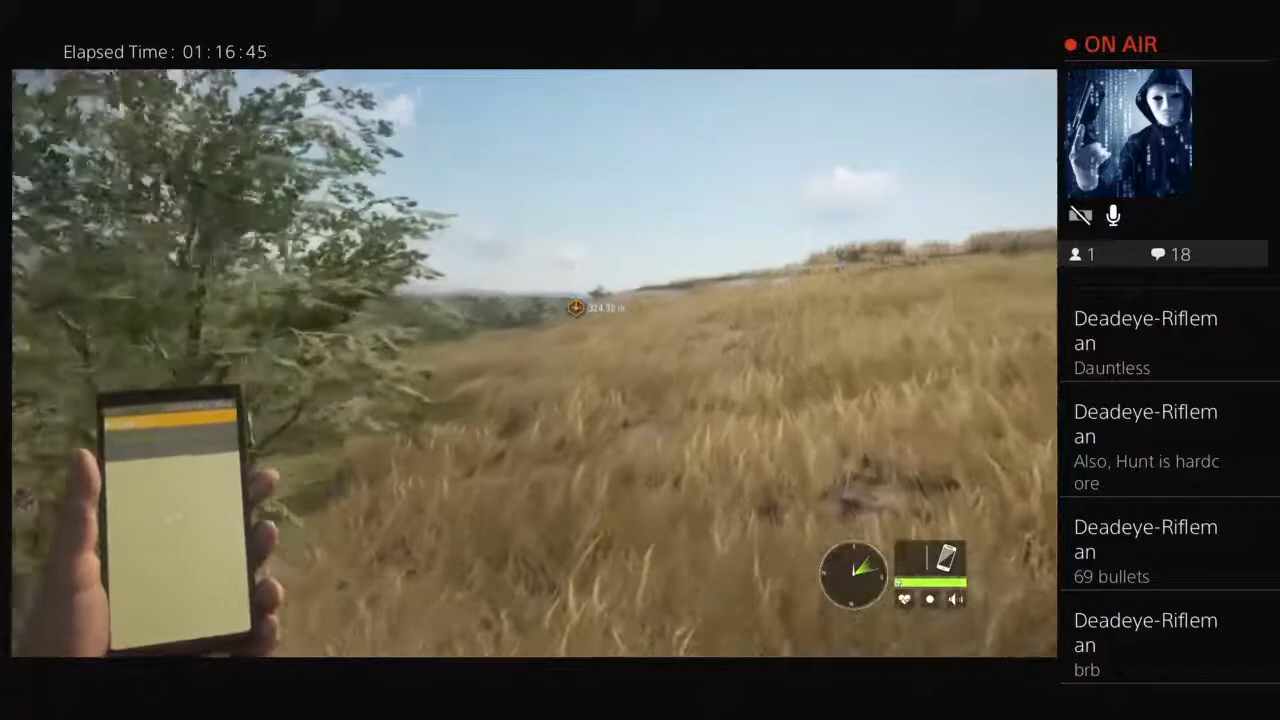 Elapsed Time: 01:16:45
ON AIR
1
18
Deadeye-Riflem
an
Dauntless
Deadeye-Riflem
an
Also, Hunt is hardc
ore
Deadeye-Riflem
an
69 bullets
Deadeye-Riflem
an
brb